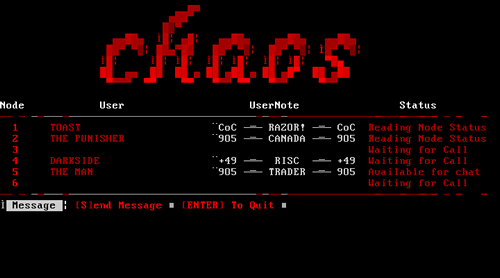 chaos
Node User UserNote Status
1 TOAST CoC RAZOR! CoC Reading Node Status
2 THE PUNISHER 905 CANADA 905 Reading Node Status
3 Waiting for Call
4 DARKSIDE +49 RISC +49 Waiting for Call
5 THE MAN 905 TRADER 905 Available for chat
6 Waiting for Call
Message [S]end Message ■ [ENTER] To Quit ■